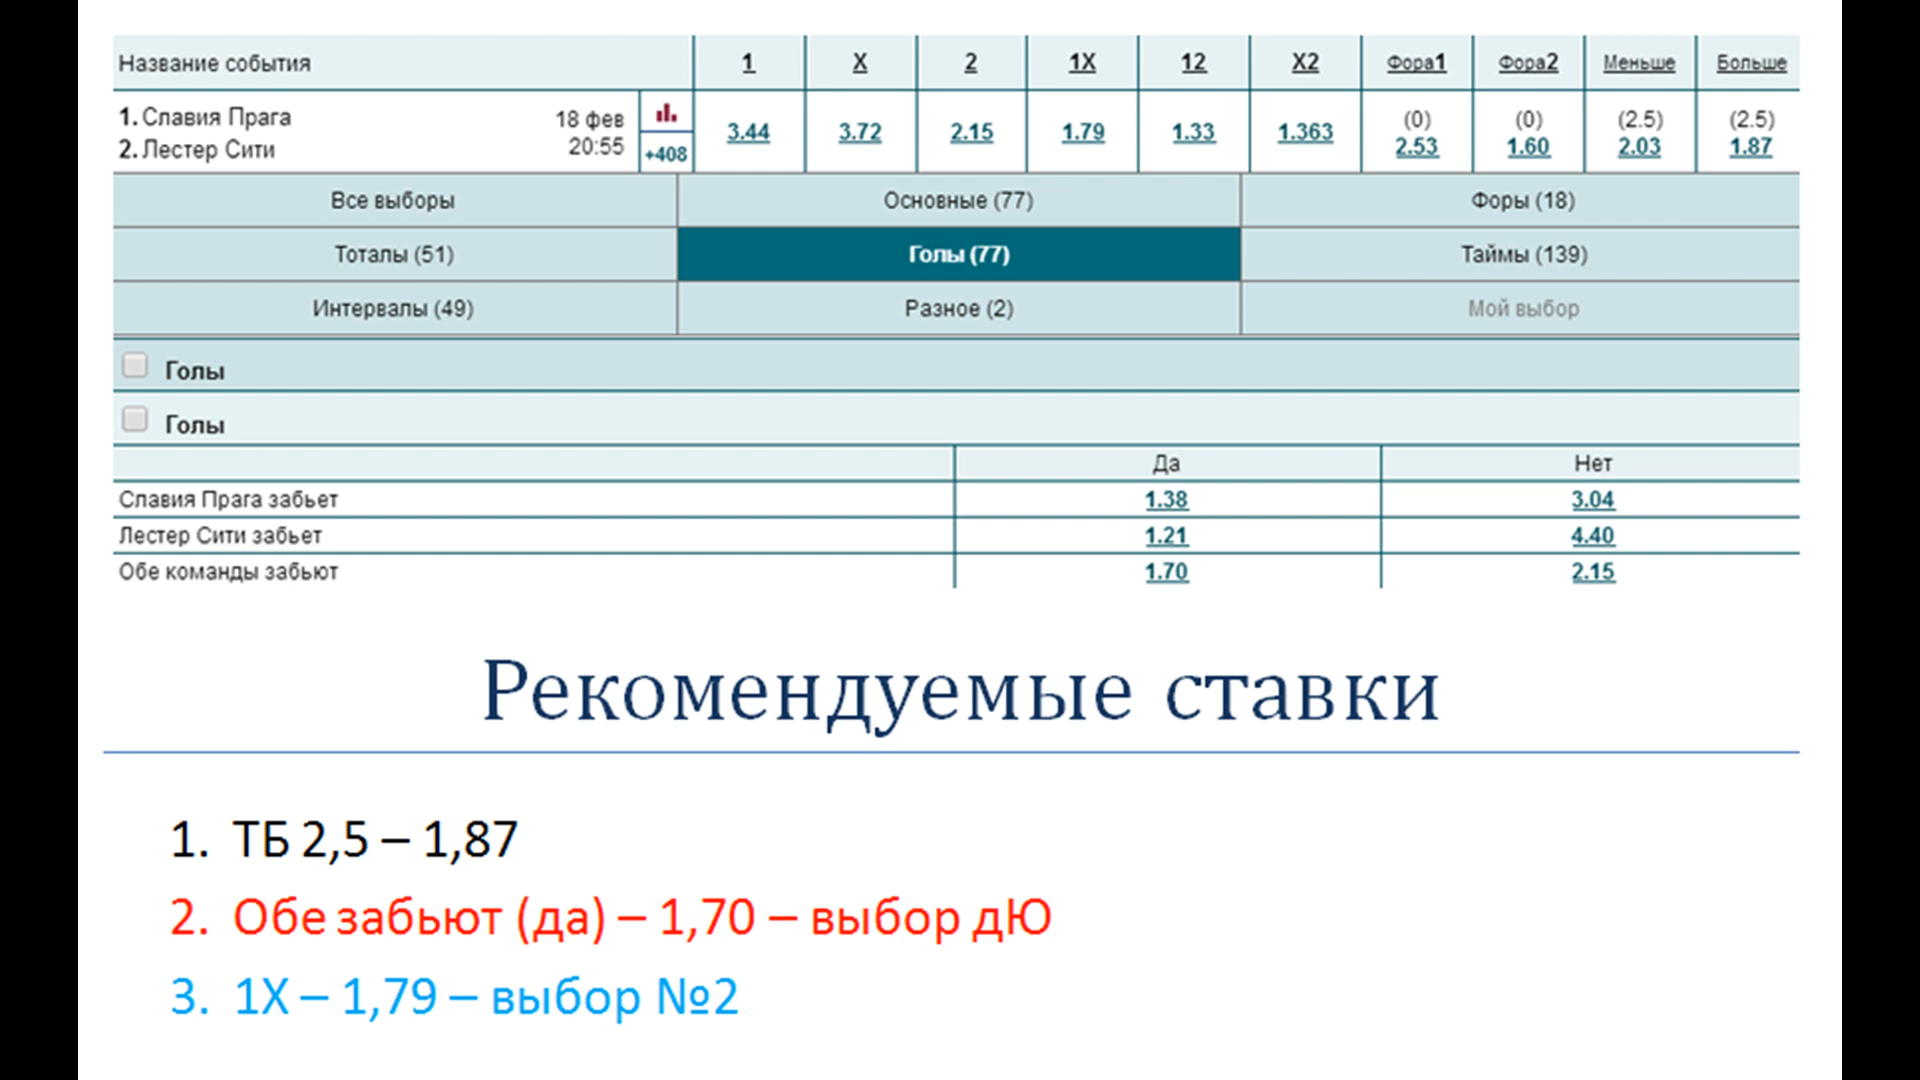 Название события 1 X 2 1X 12 X2 Фора1 Фора2 Меньше Больше
1. Славия Прага 18 фев (0) (0) (2.5) (2.5)
3.44 3.72 2.15 1.79 1.33 1.363
2. Лестер Сити 20:55 +408 2.53 1.60 2.03 1.87
Все выборы Основные (77) Форы (18)
Тоталы (51) Голы (77) Таймы (139)
Интервалы (49) Разное (2) Мой выбор
Голы
Голы
Да Нет
Славия Прага забьет 1.38 3.04
Лестер Сити забьет 1.21 4.40
Обе команды забьют 1.70 2.15
Рекомендуемые ставки
1. ТБ 2,5 – 1,87
2. Обе забьют (да) – 1,70 – выбор дЮ
3. 1Х – 1,79 – выбор №2